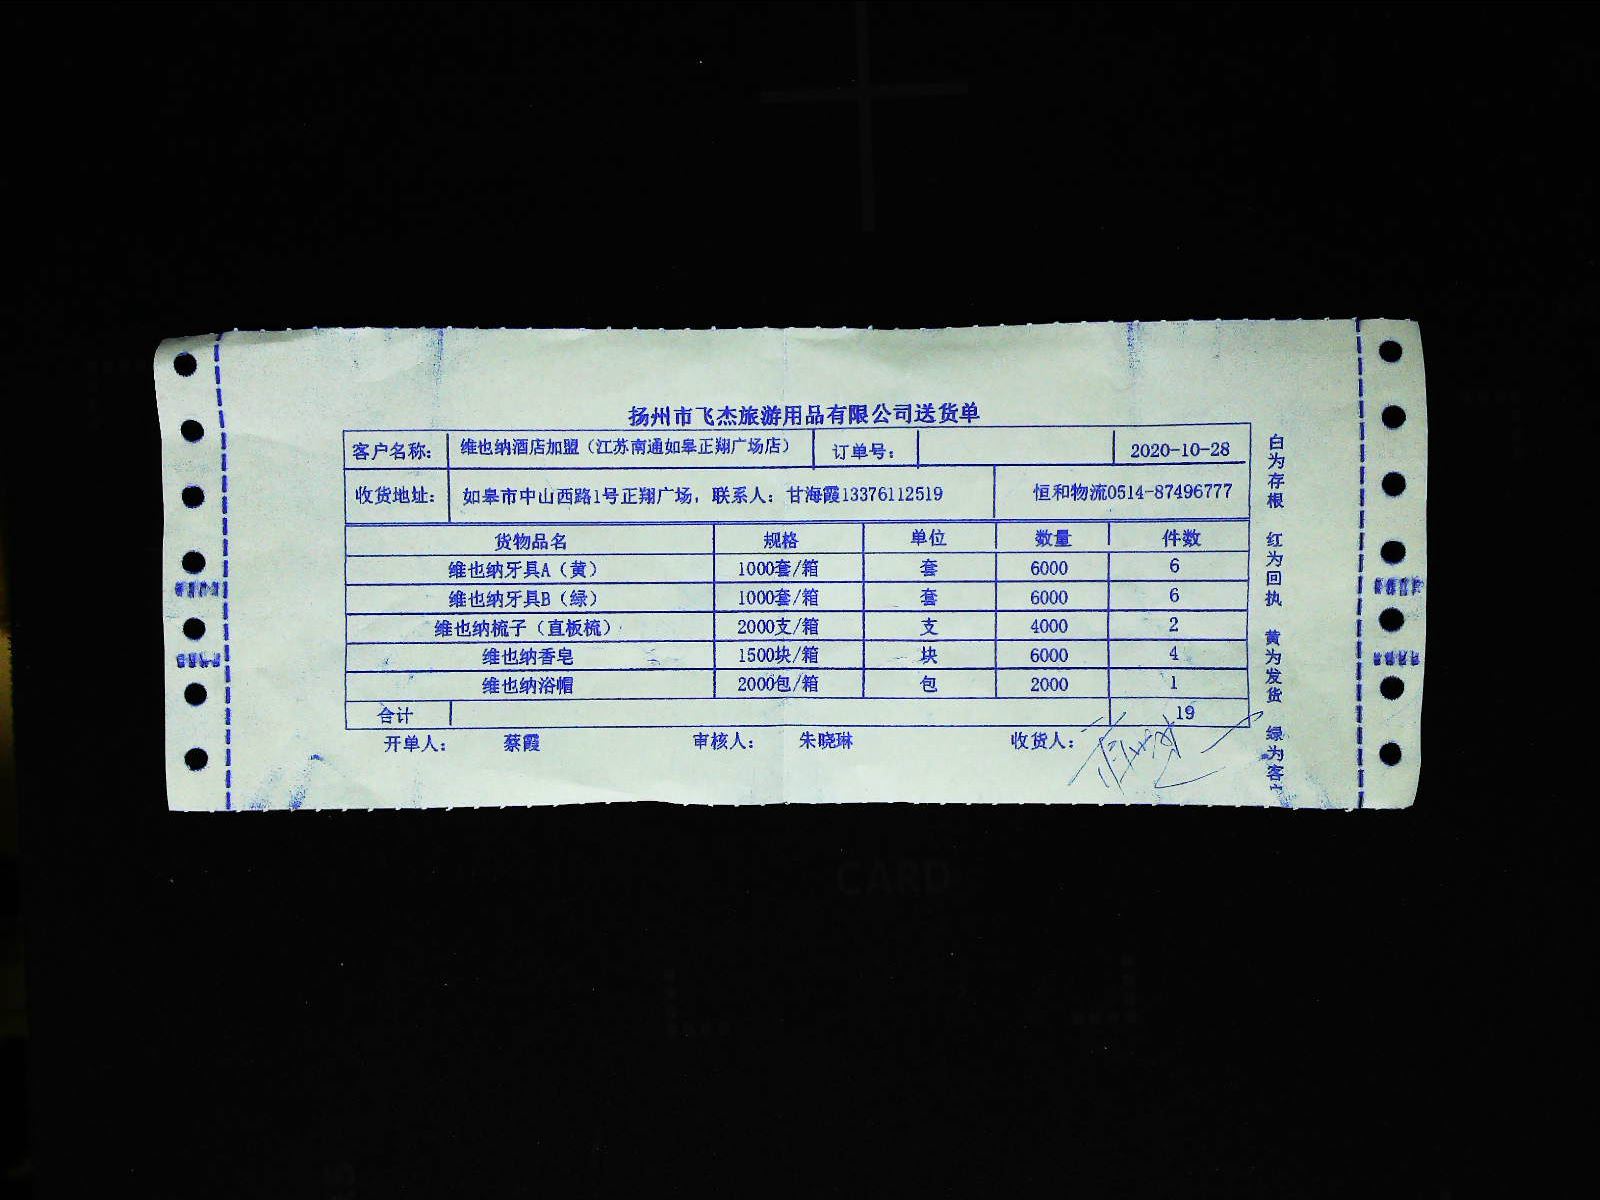 扬州市飞杰旅游用品有限公司送货单
客户名称: 维也纳酒店加盟（江苏南通如皋正翔广场店） 订单号: 2020-10-28
收货地址: 如皋市中山西路1号正翔广场，联系人：甘海霞13376112519 恒和物流0514-87496777
货物品名 规格 单位 数量 件数
维也纳牙具A（黄） 1000套/箱 套 6000 6
维也纳牙具B（绿） 1000套/箱 套 6000 6
维也纳梳子（直板梳） 2000支/箱 支 4000 2
维也纳香皂 1500块/箱 块 6000 4
维也纳浴帽 2000包/箱 包 2000 1
合计 19
开单人: 蔡霞 审核人: 朱晓琳 收货人:
白为存根 红为回执 黄为发货 绿为客
CARD